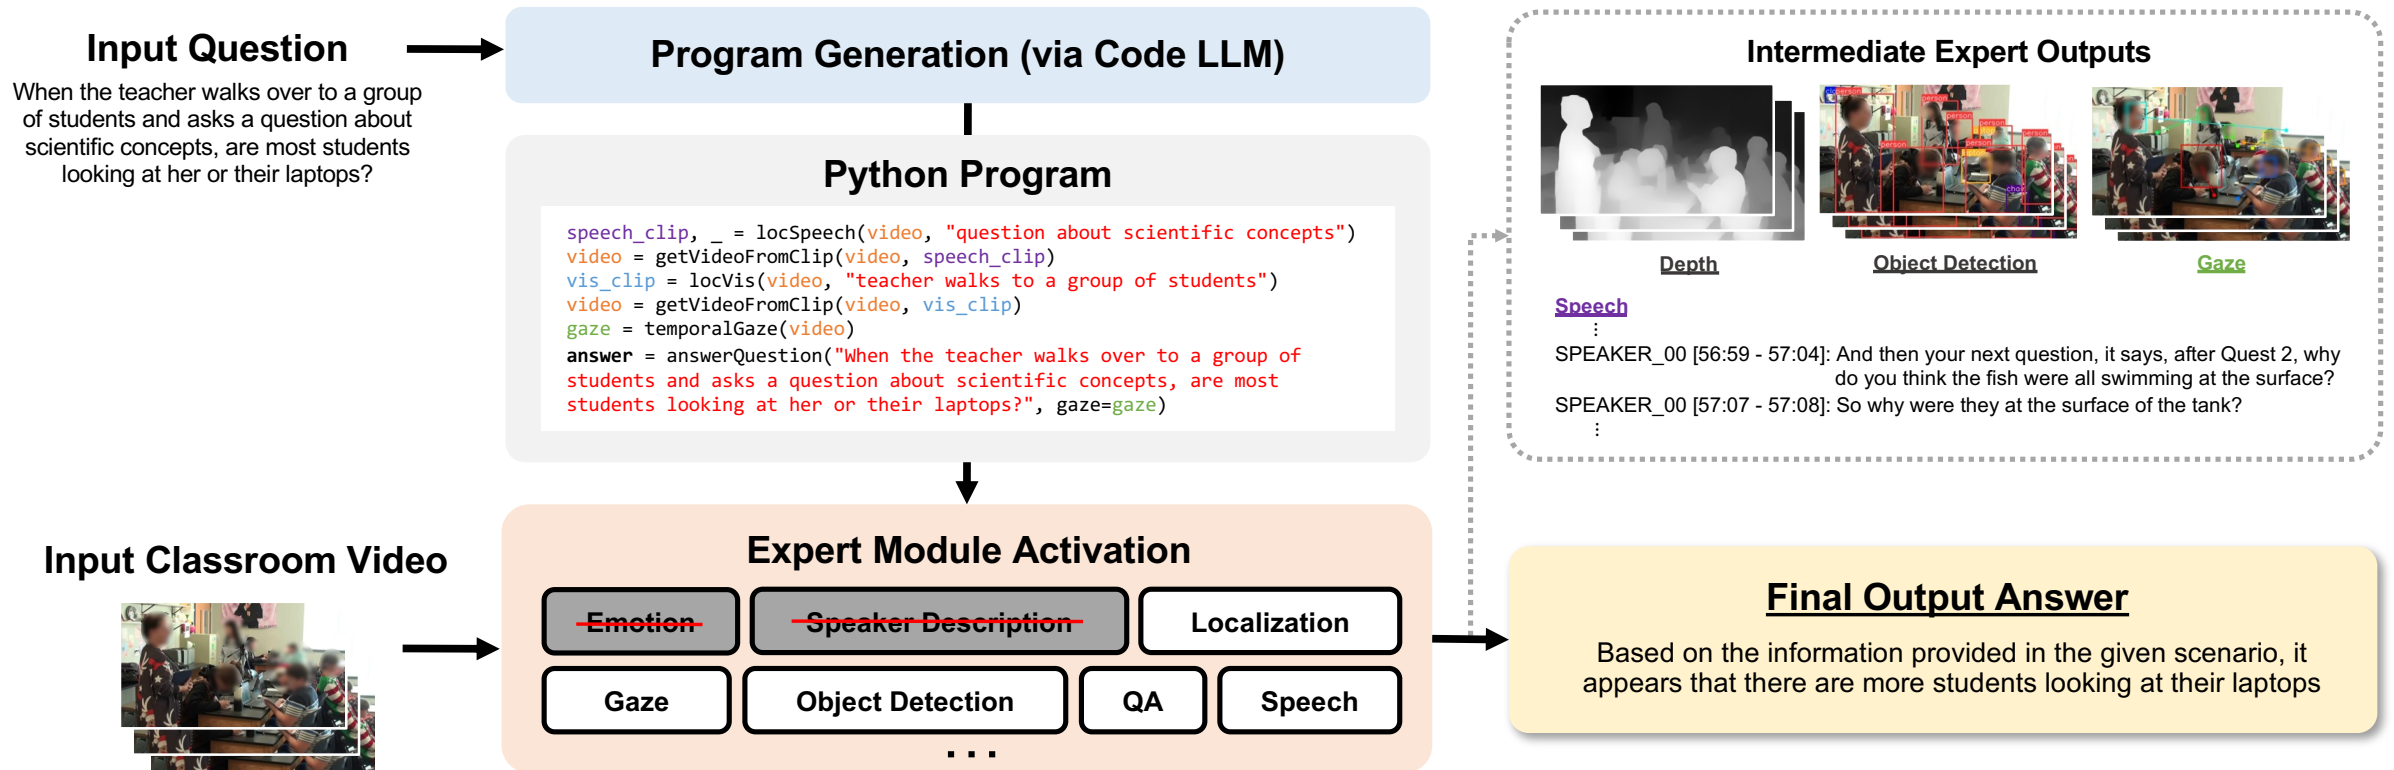 Input Question
When the teacher walks over to a group
of students and asks a question about
scientific concepts, are most students
looking at her or their laptops?
Program Generation (via Code LLM)
Python Program
speech_clip, _ = locSpeech(video, "question about scientific concepts")
video = getVideoFromClip(video, speech_clip)
vis_clip = locVis(video, "teacher walks to a group of students")
video = getVideoFromClip(video, vis_clip)
gaze = temporalGaze(video)
answer = answerQuestion("When the teacher walks over to a group of
students and asks a question about scientific concepts, are most
students looking at her or their laptops?", gaze=gaze)
Input Classroom Video
Expert Module Activation
Emotion
Speaker Description
Localization
Gaze
Object Detection
QA
Speech
. . .
Intermediate Expert Outputs
person
person
person
person
person
person
chair
Depth
Object Detection
Gaze
Speech
⋮
SPEAKER_00 [56:59 - 57:04]: And then your next question, it says, after Quest 2, why
do you think the fish were all swimming at the surface?
SPEAKER_00 [57:07 - 57:08]: So why were they at the surface of the tank?
⋮
Final Output Answer
Based on the information provided in the given scenario, it
appears that there are more students looking at their laptops